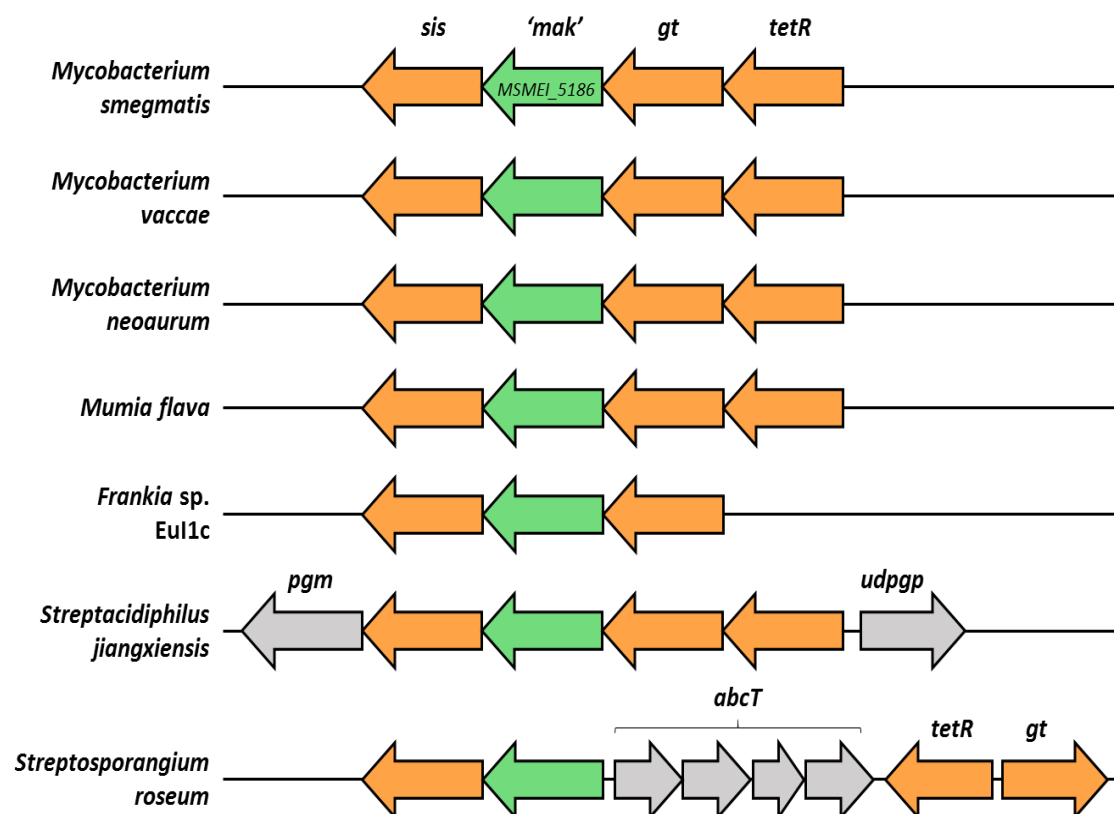 sis ‘mak’ gt tetR
Mycobacterium
smegmatis
MSMEI_5186
Mycobacterium
vaccae
Mycobacterium
neoaurum
Mumia flava
Frankia sp.
EuI1c
pgm udpgp
Streptacidiphilus
jiangxiensis
abcT
tetR gt
Streptosporangium
roseum